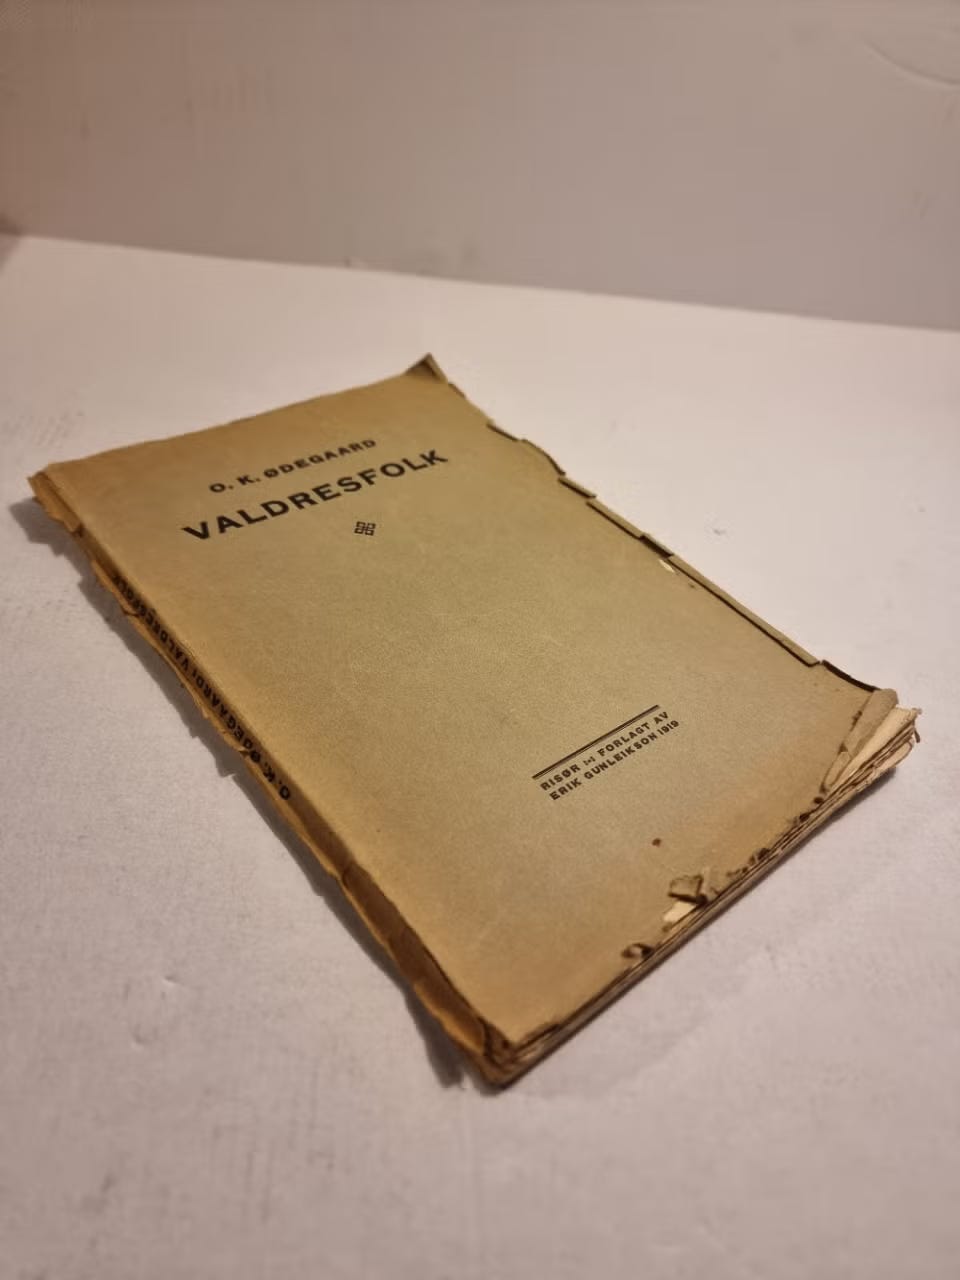 O. K. ØDEGAARD
VALDRESFOLK
RISØR :-: FORLAGT AV
ERIK GUNLEIKSON 1919
O. K. ØDEGAARD: VALDRESFOLK